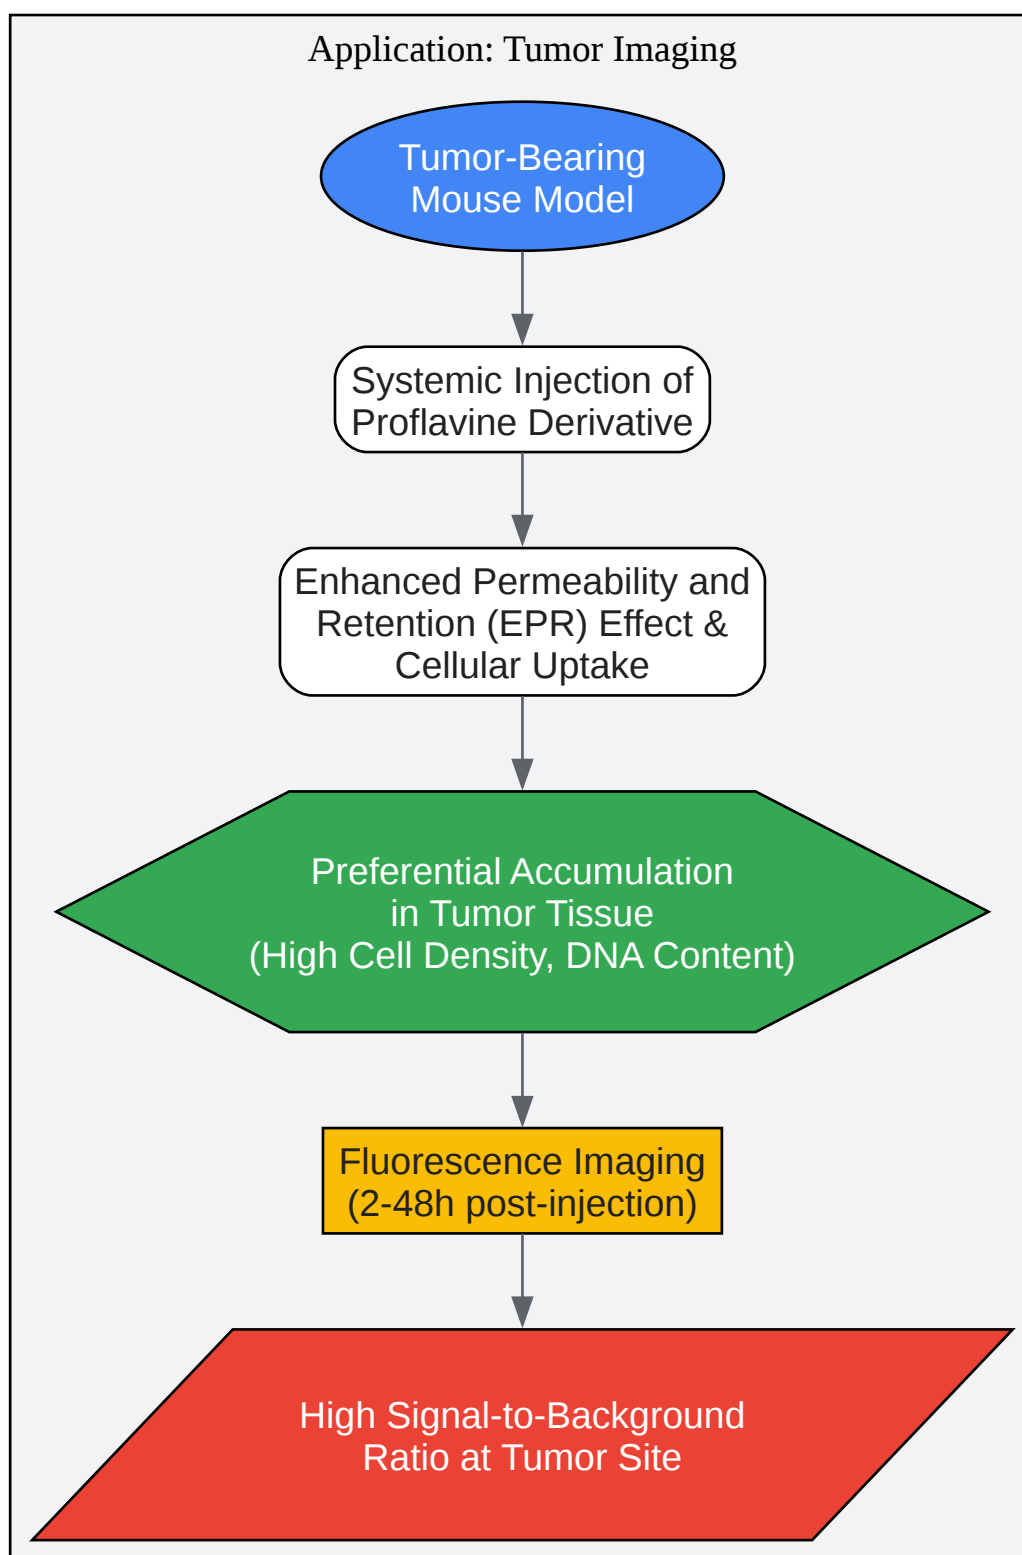 Application: Tumor Imaging
Tumor-Bearing
Mouse Model
Systemic Injection of
Proflavine Derivative
Enhanced Permeability and
Retention (EPR) Effect &
Cellular Uptake
Preferential Accumulation
in Tumor Tissue
(High Cell Density, DNA Content)
Fluorescence Imaging
(2-48h post-injection)
High Signal-to-Background
Ratio at Tumor Site